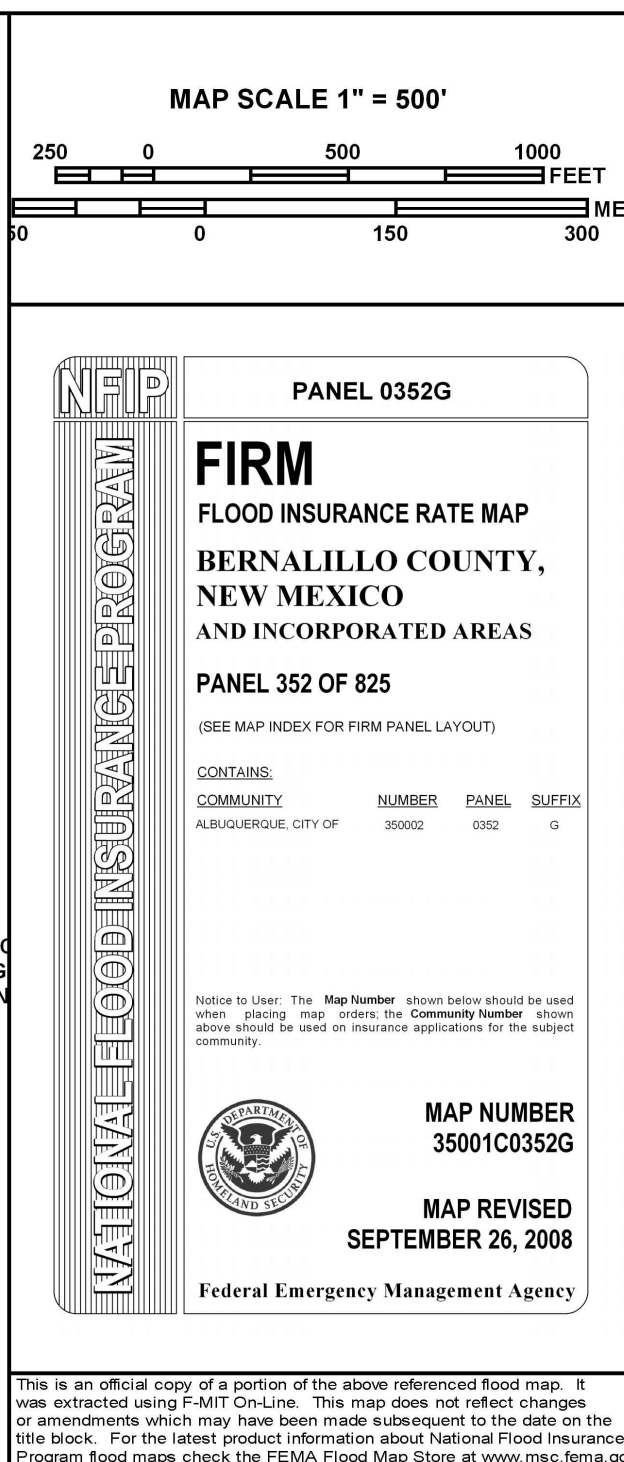 MAP SCALE 1" = 500'
250 0 500 1000
FEET
ME
50 0 150 300
NFIP
PANEL 0352G
NATIONAL FLOOD INSURANCE PROGRAM
FIRM
FLOOD INSURANCE RATE MAP
BERNALILLO COUNTY,
NEW MEXICO
AND INCORPORATED AREAS
PANEL 352 OF 825
(SEE MAP INDEX FOR FIRM PANEL LAYOUT)
CONTAINS:
COMMUNITY NUMBER PANEL SUFFIX
ALBUQUERQUE, CITY OF 350002 0352 G
Notice to User: The Map Number shown below should be used
when placing map orders; the Community Number shown
above should be used on insurance applications for the subject
community.
U.S. DEPARTMENT OF HOMELAND SECURITY
MAP NUMBER
35001C0352G
MAP REVISED
SEPTEMBER 26, 2008
Federal Emergency Management Agency
This is an official copy of a portion of the above referenced flood map. It
was extracted using F-MIT On-Line. This map does not reflect changes
or amendments which may have been made subsequent to the date on the
title block. For the latest product information about National Flood Insurance
Program flood maps check the FEMA Flood Map Store at www.msc.fema.go